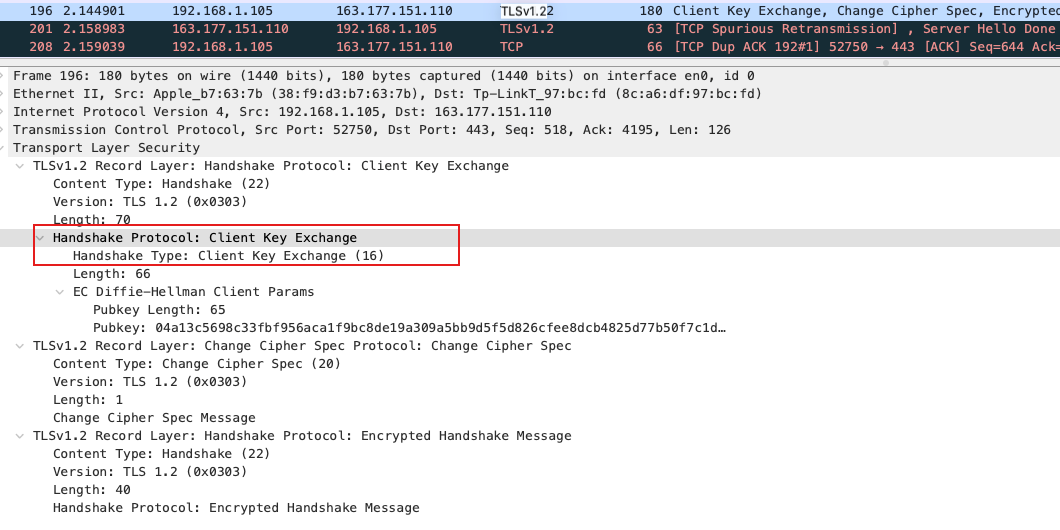 196 2.144901 192.168.1.105 163.177.151.110 TLSv1.22 180 Client Key Exchange, Change Cipher Spec, Encrypted
201 2.158983 163.177.151.110 192.168.1.105 TLSv1.2 63 [TCP Spurious Retransmission] , Server Hello Done
208 2.159039 192.168.1.105 163.177.151.110 TCP 66 [TCP Dup ACK 192#1] 52750 → 443 [ACK] Seq=644 Ack=
Frame 196: 180 bytes on wire (1440 bits), 180 bytes captured (1440 bits) on interface en0, id 0
Ethernet II, Src: Apple_b7:63:7b (38:f9:d3:b7:63:7b), Dst: Tp-LinkT_97:bc:fd (8c:a6:df:97:bc:fd)
Internet Protocol Version 4, Src: 192.168.1.105, Dst: 163.177.151.110
Transmission Control Protocol, Src Port: 52750, Dst Port: 443, Seq: 518, Ack: 4195, Len: 126
Transport Layer Security
TLSv1.2 Record Layer: Handshake Protocol: Client Key Exchange
Content Type: Handshake (22)
Version: TLS 1.2 (0x0303)
Length: 70
Handshake Protocol: Client Key Exchange
Handshake Type: Client Key Exchange (16)
Length: 66
EC Diffie-Hellman Client Params
Pubkey Length: 65
Pubkey: 04a13c5698c33fbf956aca1f9bc8de19a309a5bb9d5f5d826cfee8dcb4825d77b50f7c1d…
TLSv1.2 Record Layer: Change Cipher Spec Protocol: Change Cipher Spec
Content Type: Change Cipher Spec (20)
Version: TLS 1.2 (0x0303)
Length: 1
Change Cipher Spec Message
TLSv1.2 Record Layer: Handshake Protocol: Encrypted Handshake Message
Content Type: Handshake (22)
Version: TLS 1.2 (0x0303)
Length: 40
Handshake Protocol: Encrypted Handshake Message